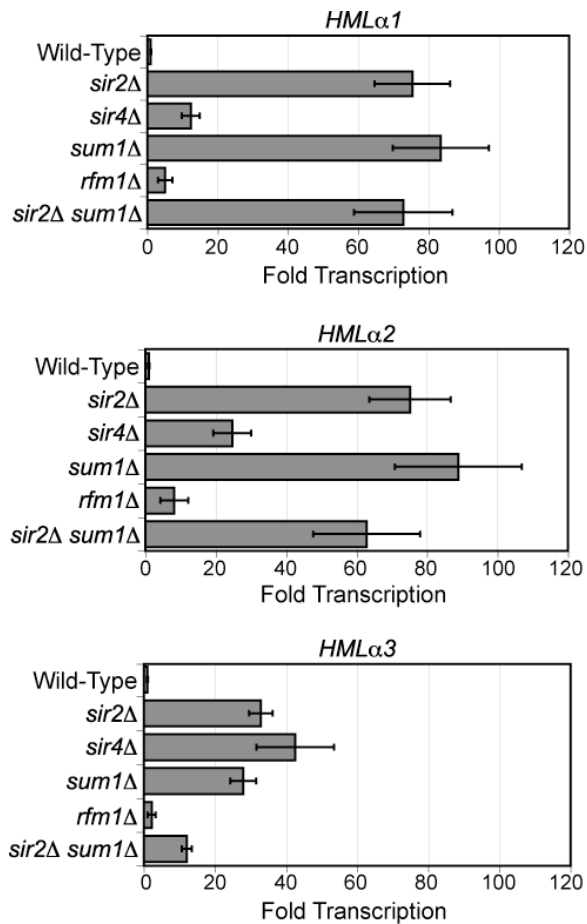 HMLα1
Wild-Type
sir2Δ
sir4Δ
sum1Δ
rfm1Δ
sir2Δ sum1Δ
0 20 40 60 80 100 120
Fold Transcription
HMLα2
Wild-Type
sir2Δ
sir4Δ
sum1Δ
rfm1Δ
sir2Δ sum1Δ
0 20 40 60 80 100 120
Fold Transcription
HMLα3
Wild-Type
sir2Δ
sir4Δ
sum1Δ
rfm1Δ
sir2Δ sum1Δ
0 20 40 60 80 100 120
Fold Transcription